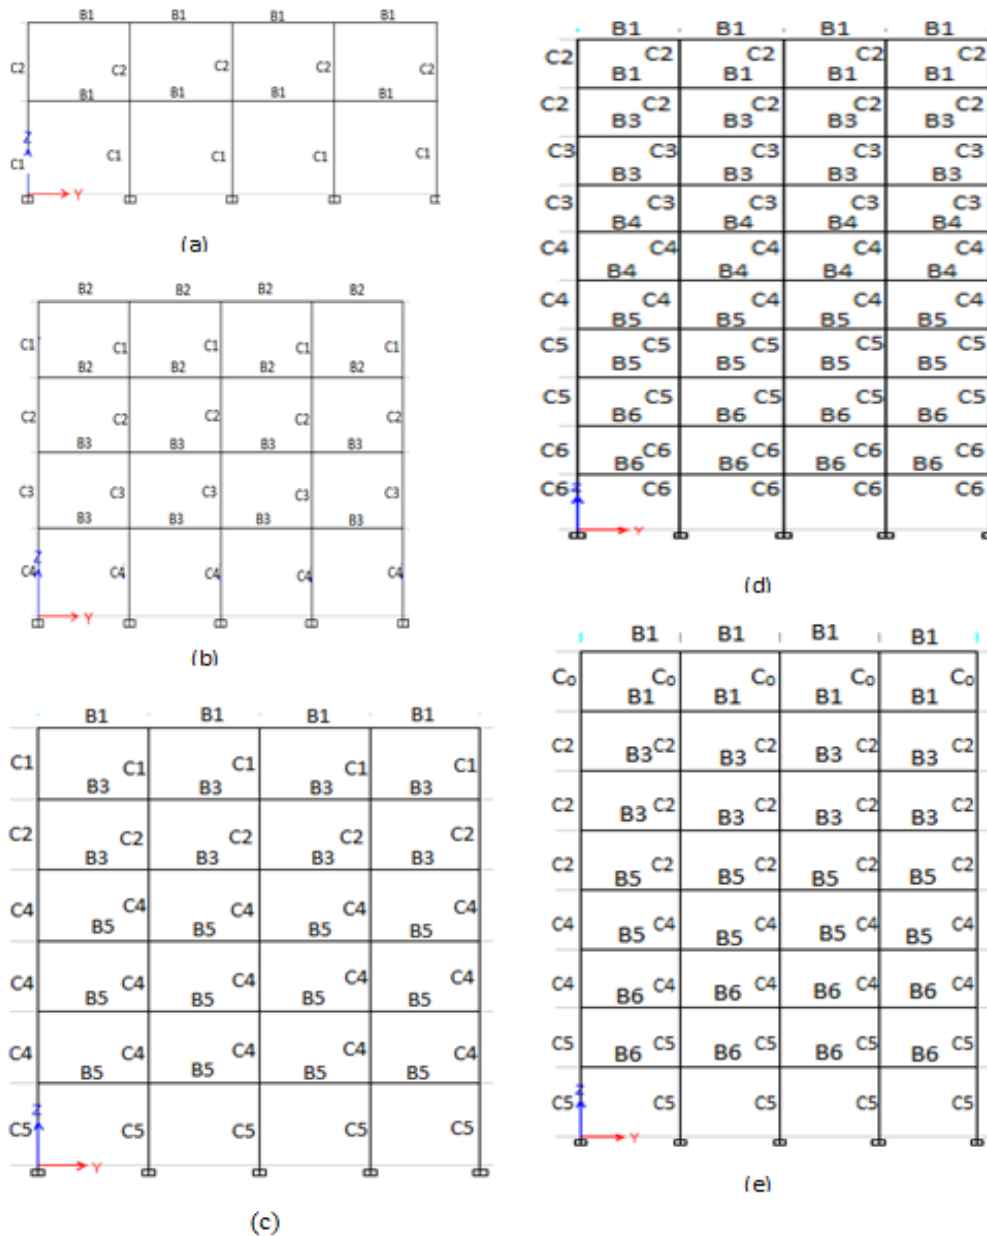 B1 B1 B1 B1
C2 C2 C2 C2 C2
B1 B1 B1 B1
Z
C1 C1 C1 C1 C1
Y
(a)
B2 B2 B2 B2
C1 C1 C1 C1 C1
B2 B2 B2 B2
C2 C2 C2 C2 C2
B3 B3 B3 B3
C3 C3 C3 C3 C3
B3 B3 B3 B3
Z
C4 C4 C4 C4 C4
Y
(b)
B1 B1 B1 B1
C1 C1 C1 C1 C1
B3 B3 B3 B3
C2 C2 C2 C2 C2
B3 B3 B3 B3
C4 C4 C4 C4 C4
B5 B5 B5 B5
C4 C4 C4 C4 C4
B5 B5 B5 B5
C4 C4 C4 C4 C4
B5 B5 B5 B5
Z
C5 C5 C5 C5 C5
Y
(c)
B1 B1 B1 B1
C2 C2 C2 C2 C2
B1 B1 B1 B1
C2 C2 C2 C2 C2
B3 B3 B3 B3
C3 C3 C3 C3 C3
B3 B3 B3 B3
C3 C3 C3 C3 C3
B4 B4 B4 B4
C4 C4 C4 C4 C4
B4 B4 B4 B4
C4 C4 C4 C4 C4
B5 B5 B5 B5
C5 C5 C5 C5 C5
B5 B5 B5 B5
C5 C5 C5 C5 C5
B6 B6 B6 B6
C6 C6 C6 C6 C6
B6 B6 B6 B6
C6 Z C6 C6 C6 C6
Y
(d)
B1 B1 B1 B1
C₀ C₀ C₀ C₀ C₀
B1 B1 B1 B1
C2 C2 C2 C2 C2
B3 B3 B3 B3
C2 C2 C2 C2 C2
B3 B3 B3 B3
C2 C2 C2 C2 C2
B5 B5 B5 B5
C4 C4 C4 C4 C4
B5 B5 B5 B5
C4 C4 C4 C4 C4
B6 B6 B6 B6
C5 C5 C5 C5 C5
B6 B6 B6 B6
Z
C5 C5 C5 C5 C5
Y
(e)